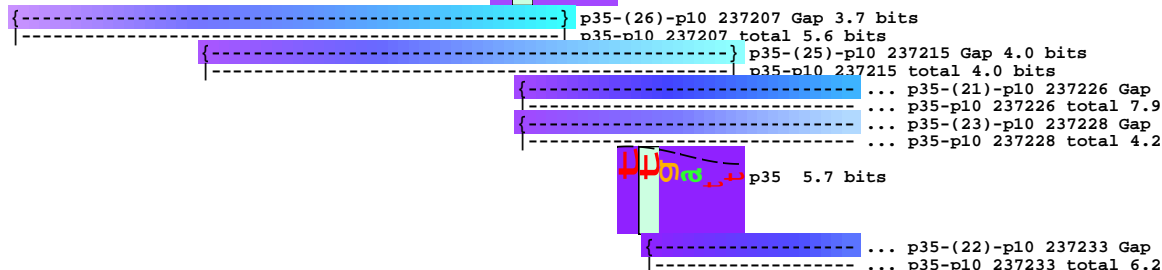 {---------------------------------------------------} p35-(26)-p10 237207 Gap 3.7 bits
|---------------------------------------------------| p35-p10 237207 total 5.6 bits
{-------------------------------------------------} p35-(25)-p10 237215 Gap 4.0 bits
|-------------------------------------------------| p35-p10 237215 total 4.0 bits
{------------------------------- ... p35-(21)-p10 237226 Gap
|------------------------------- ... p35-p10 237226 total 7.9
{------------------------------- ... p35-(23)-p10 237228 Gap
|------------------------------- ... p35-p10 237228 total 4.2
ttga p35 5.7 bits
{------------------- ... p35-(22)-p10 237233 Gap
|------------------- ... p35-p10 237233 total 6.2